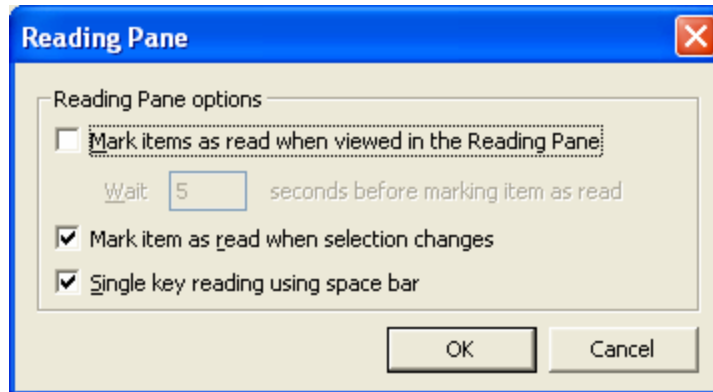 Reading Pane
Reading Pane options
Mark items as read when viewed in the Reading Pane
Wait 5 seconds before marking item as read
Mark item as read when selection changes
Single key reading using space bar
OK Cancel